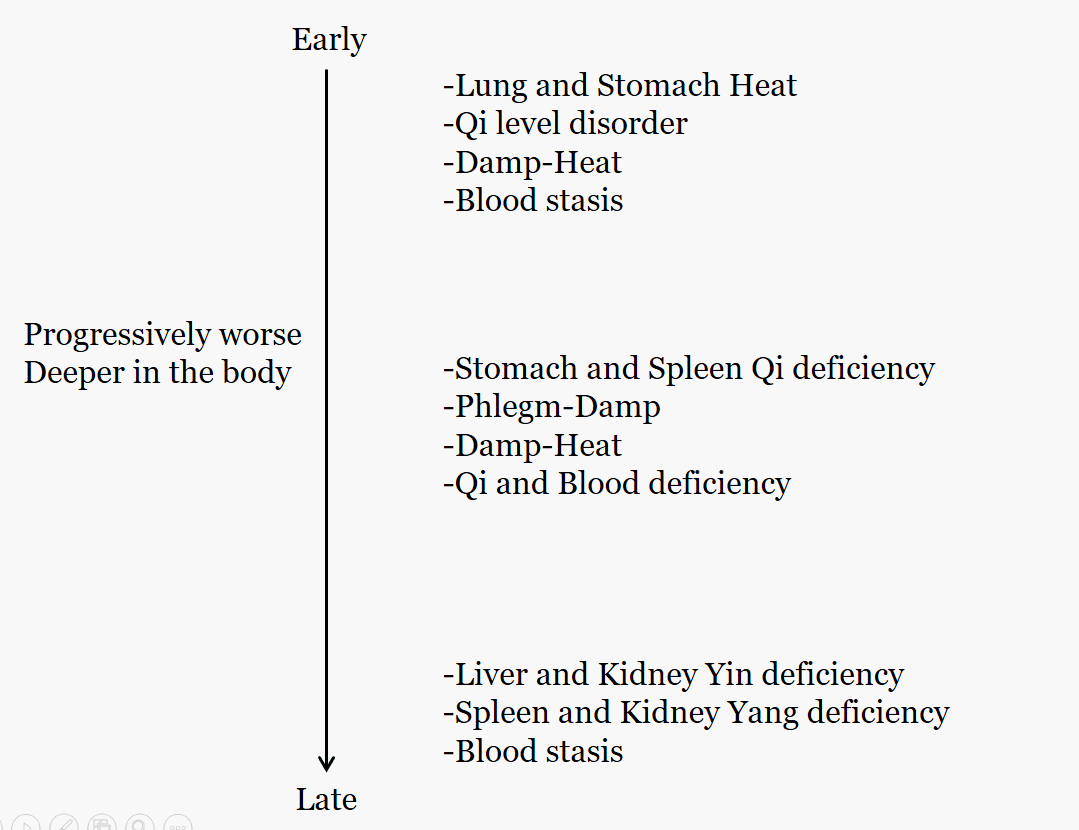 Early
-Lung and Stomach Heat
-Qi level disorder
-Damp-Heat
-Blood stasis
Progressively worse
Deeper in the body
-Stomach and Spleen Qi deficiency
-Phlegm-Damp
-Damp-Heat
-Qi and Blood deficiency
-Liver and Kidney Yin deficiency
-Spleen and Kidney Yang deficiency
-Blood stasis
Late